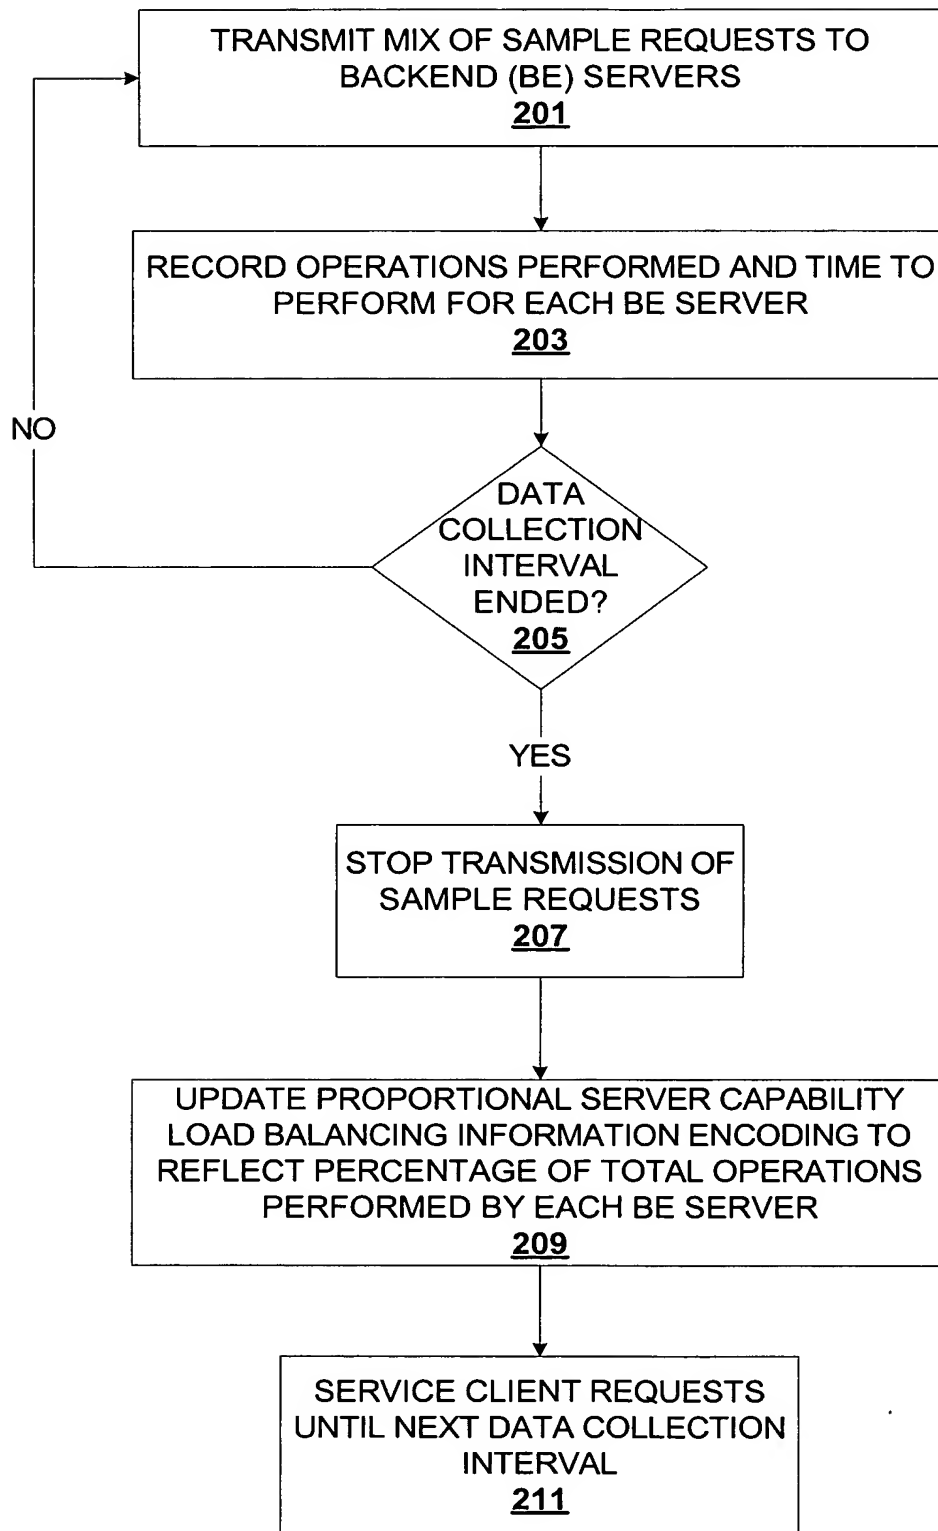 TRANSMIT MIX OF SAMPLE REQUESTS TO
BACKEND (BE) SERVERS
201
RECORD OPERATIONS PERFORMED AND TIME TO
PERFORM FOR EACH BE SERVER
203
NO
DATA
COLLECTION
INTERVAL
ENDED?
205
YES
STOP TRANSMISSION OF
SAMPLE REQUESTS
207
UPDATE PROPORTIONAL SERVER CAPABILITY
LOAD BALANCING INFORMATION ENCODING TO
REFLECT PERCENTAGE OF TOTAL OPERATIONS
PERFORMED BY EACH BE SERVER
209
SERVICE CLIENT REQUESTS
UNTIL NEXT DATA COLLECTION
INTERVAL
211